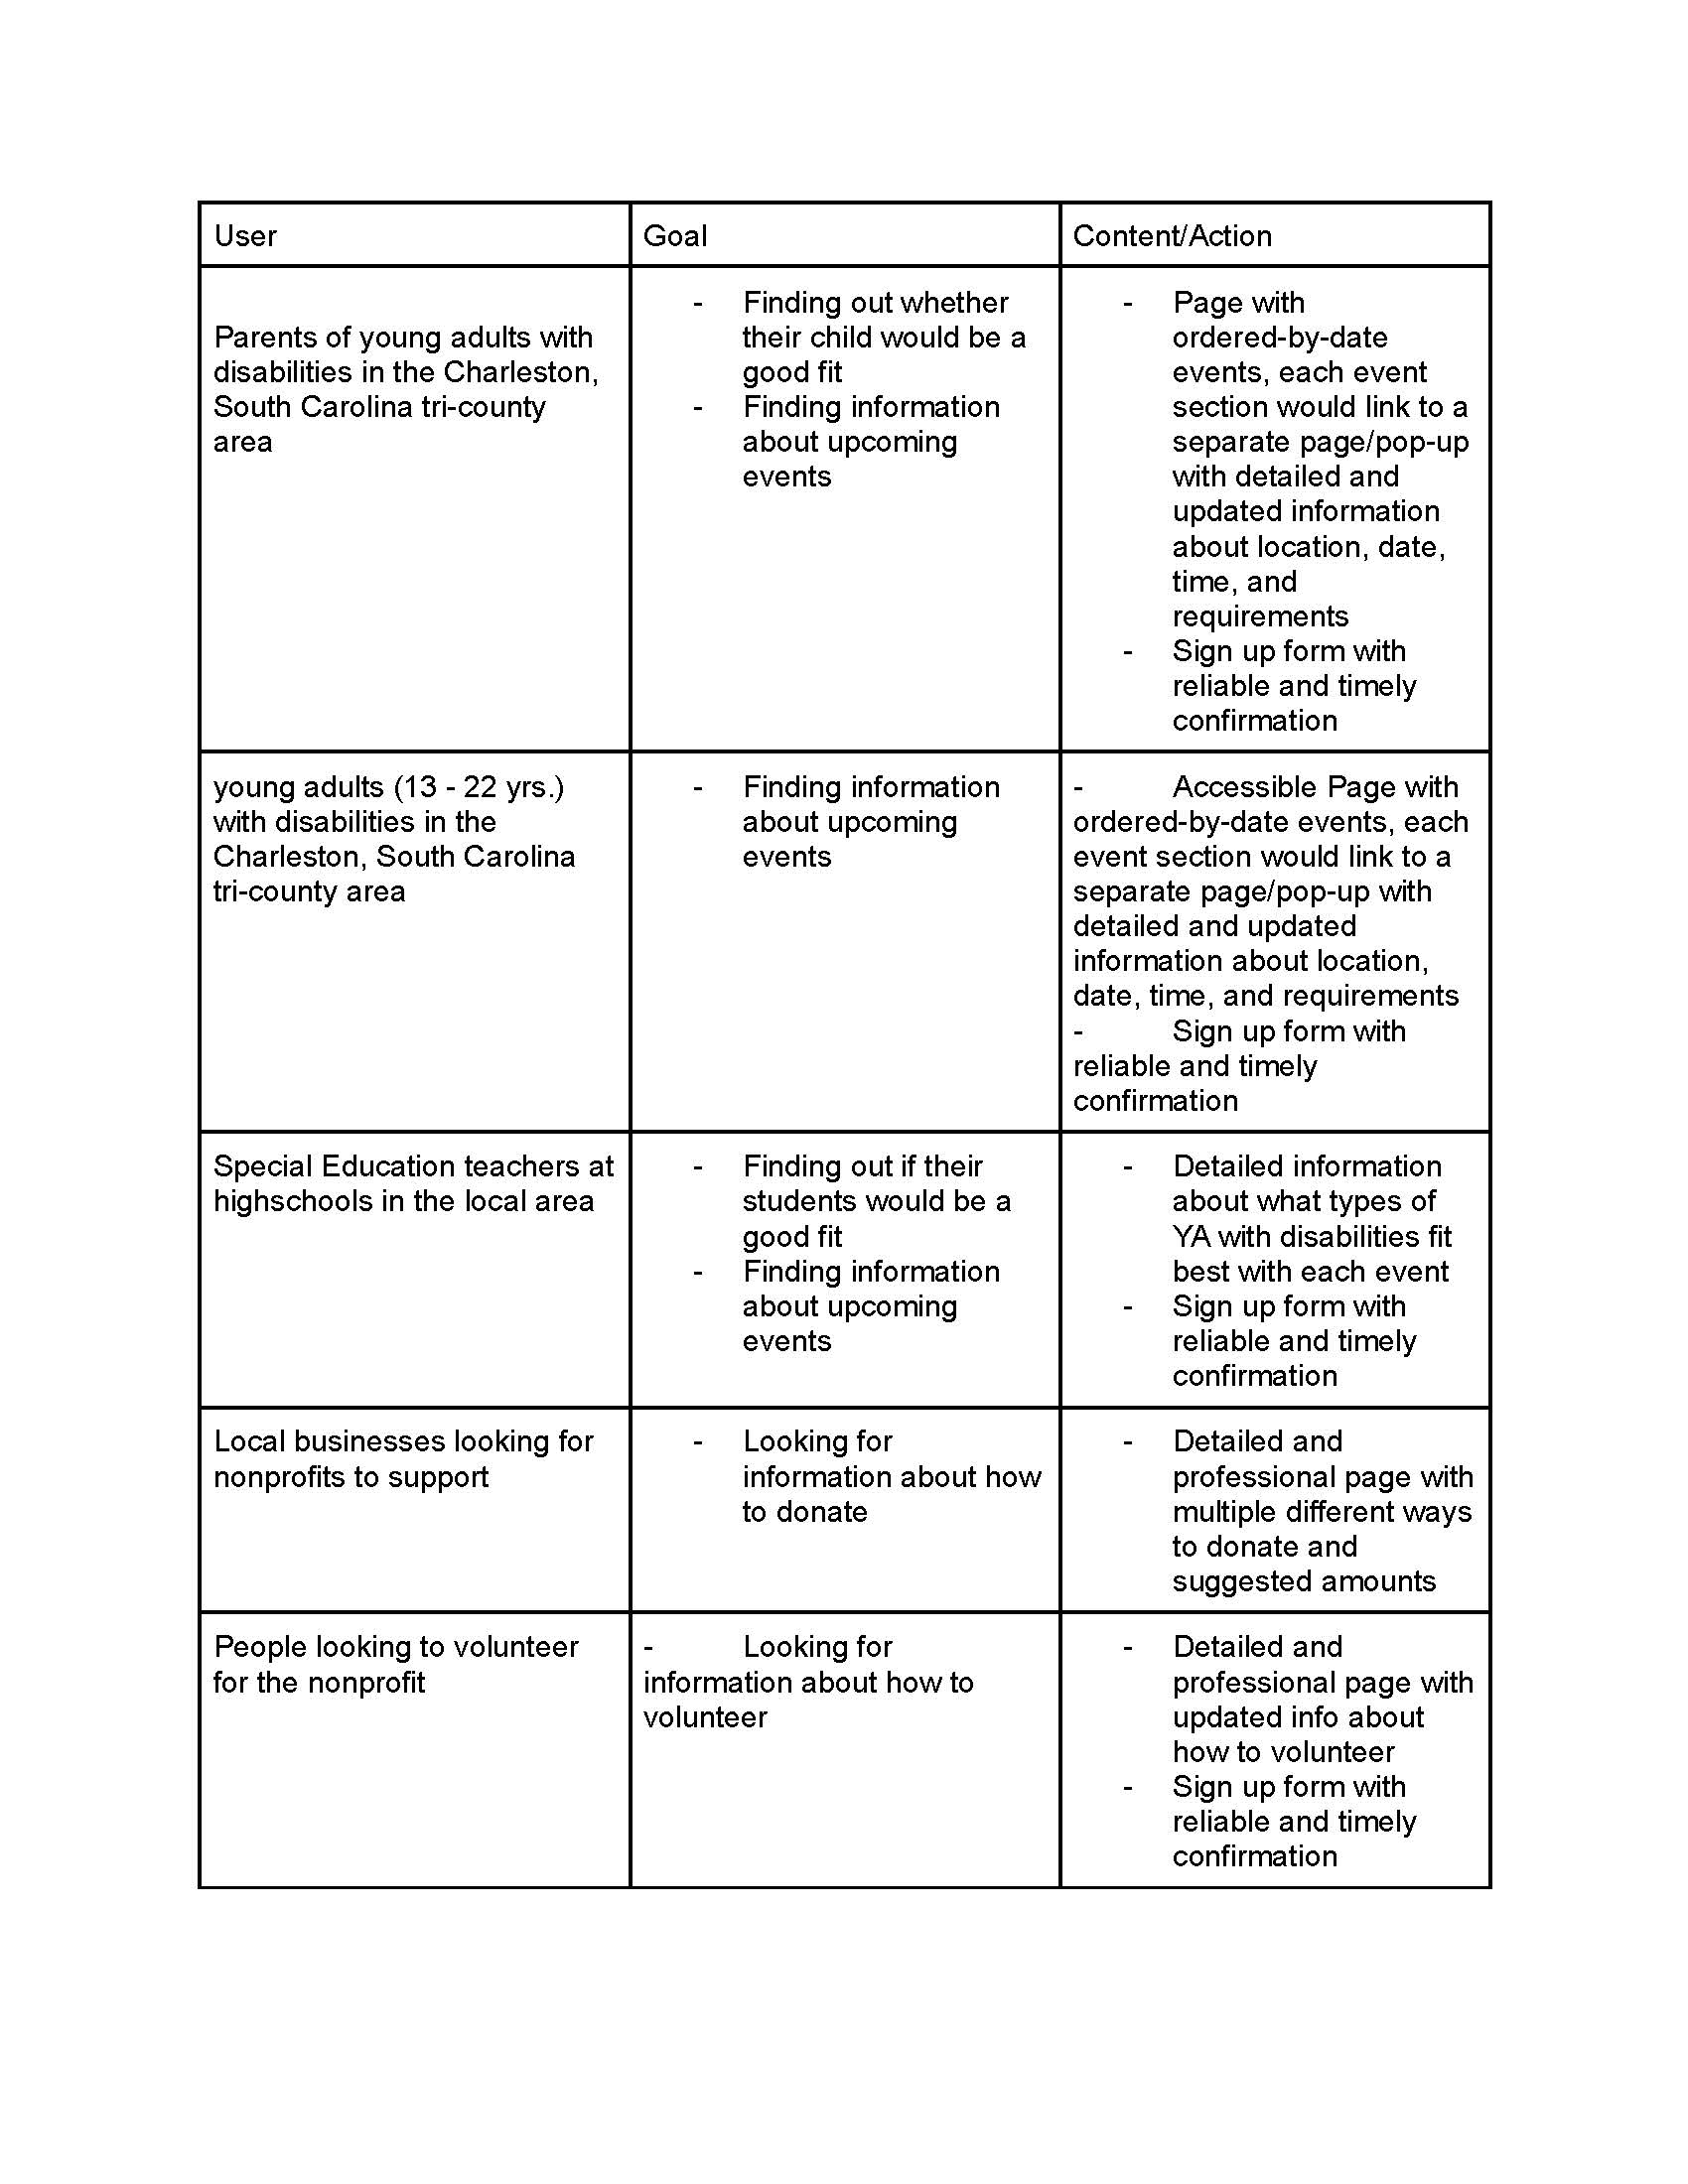 User
Goal
Content/Action
Parents of young adults with
disabilities in the Charleston,
South Carolina tri-county
area
- Finding out whether
their child would be a
good fit
- Finding information
about upcoming
events
- Page with
ordered-by-date
events, each event
section would link to a
separate page/pop-up
with detailed and
updated information
about location, date,
time, and
requirements
- Sign up form with
reliable and timely
confirmation
young adults (13 - 22 yrs.)
with disabilities in the
Charleston, South Carolina
tri-county area
- Finding information
about upcoming
events
- Accessible Page with
ordered-by-date events, each
event section would link to a
separate page/pop-up with
detailed and updated
information about location,
date, time, and requirements
- Sign up form with
reliable and timely
confirmation
Special Education teachers at
highschools in the local area
- Finding out if their
students would be a
good fit
- Finding information
about upcoming
events
- Detailed information
about what types of
YA with disabilities fit
best with each event
- Sign up form with
reliable and timely
confirmation
Local businesses looking for
nonprofits to support
- Looking for
information about how
to donate
- Detailed and
professional page with
multiple different ways
to donate and
suggested amounts
People looking to volunteer
for the nonprofit
- Looking for
information about how to
volunteer
- Detailed and
professional page with
updated info about
how to volunteer
- Sign up form with
reliable and timely
confirmation